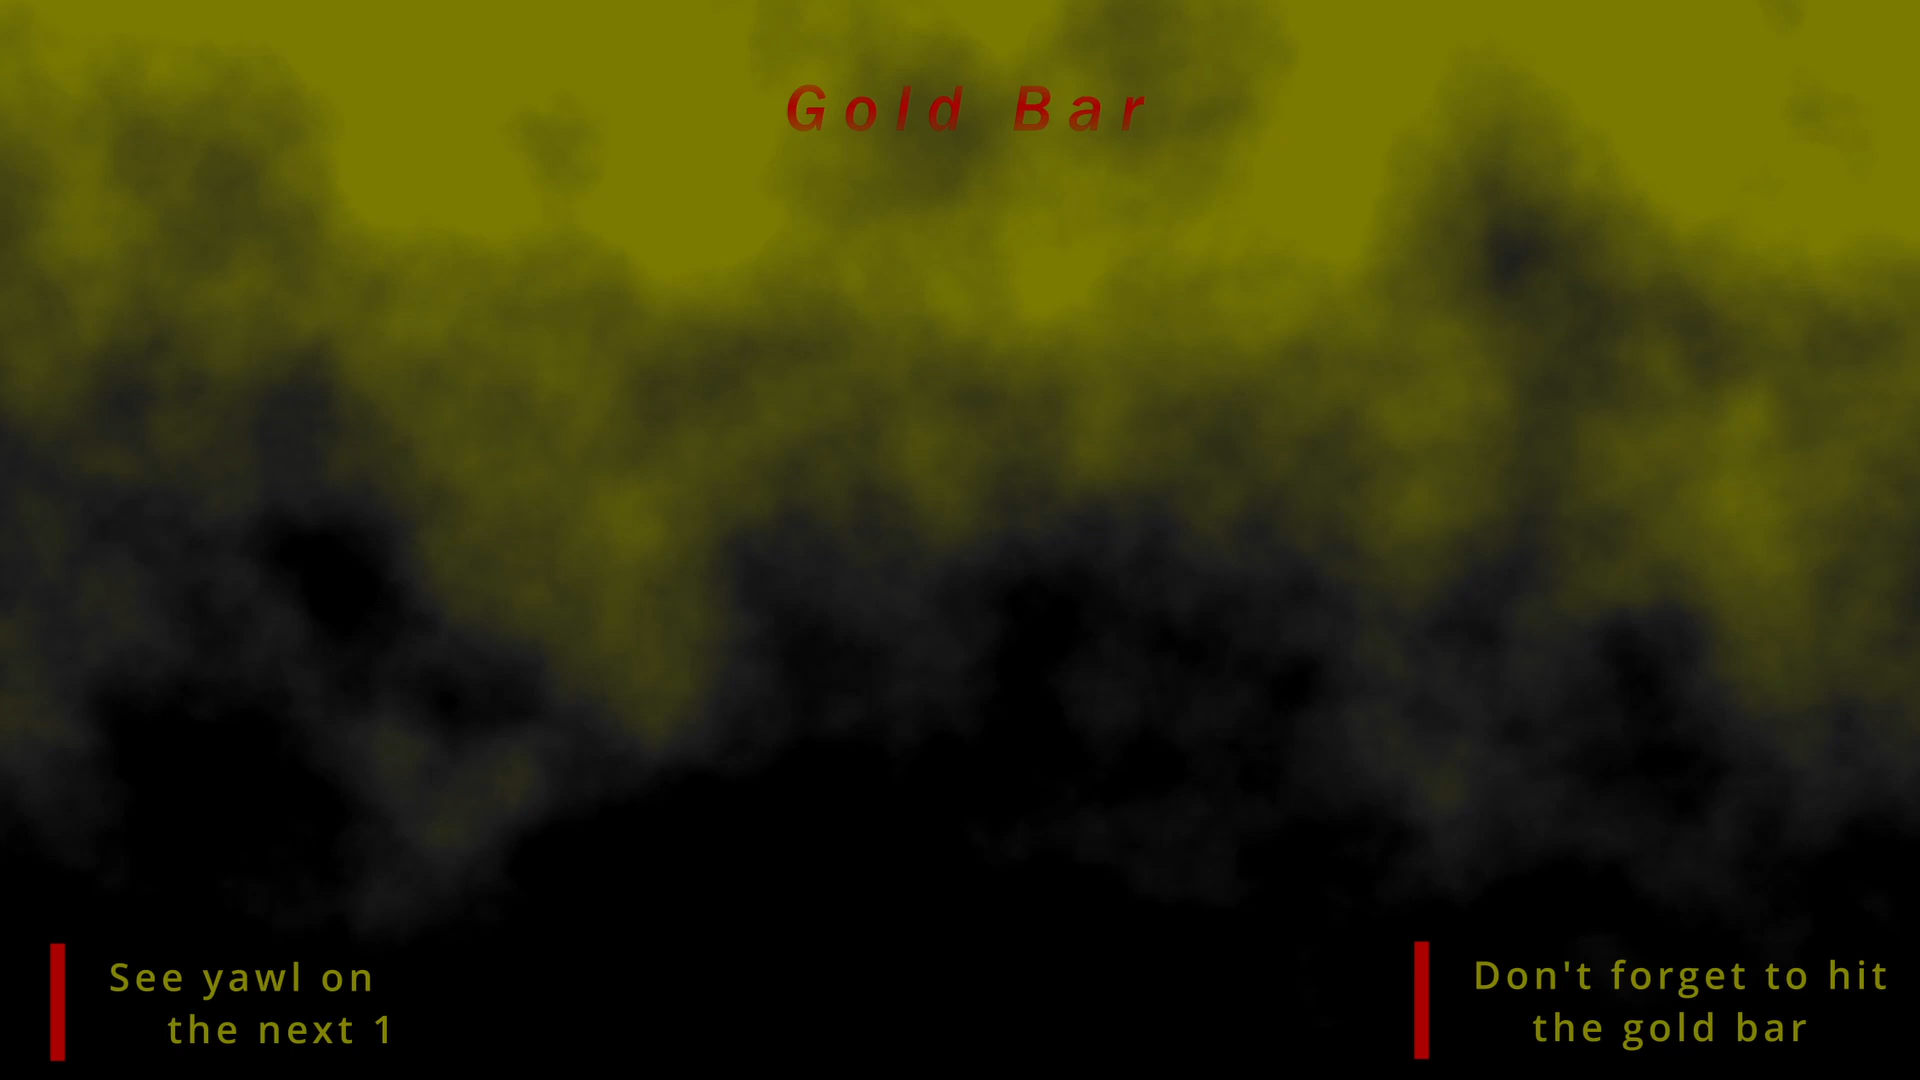 Gold Bar
See yawl on
the next 1
Don't forget to hit
the gold bar